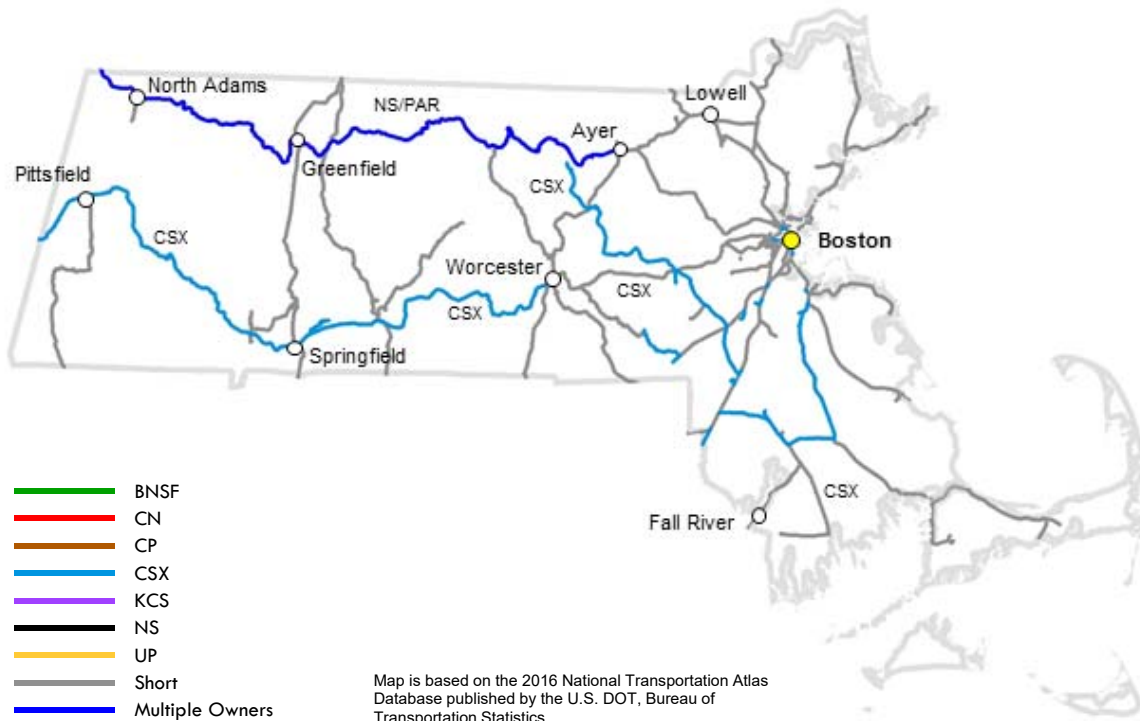 North Adams
NS/PAR
Lowell
Ayer
Greenfield
Pittsfield
CSX
CSX
Boston
Worcester
CSX
CSX
Springfield
CSX
Fall River
BNSF
CN
CP
CSX
KCS
NS
UP
Short
Multiple Owners
Map is based on the 2016 National Transportation Atlas
Database published by the U.S. DOT, Bureau of
Transportation Statistics